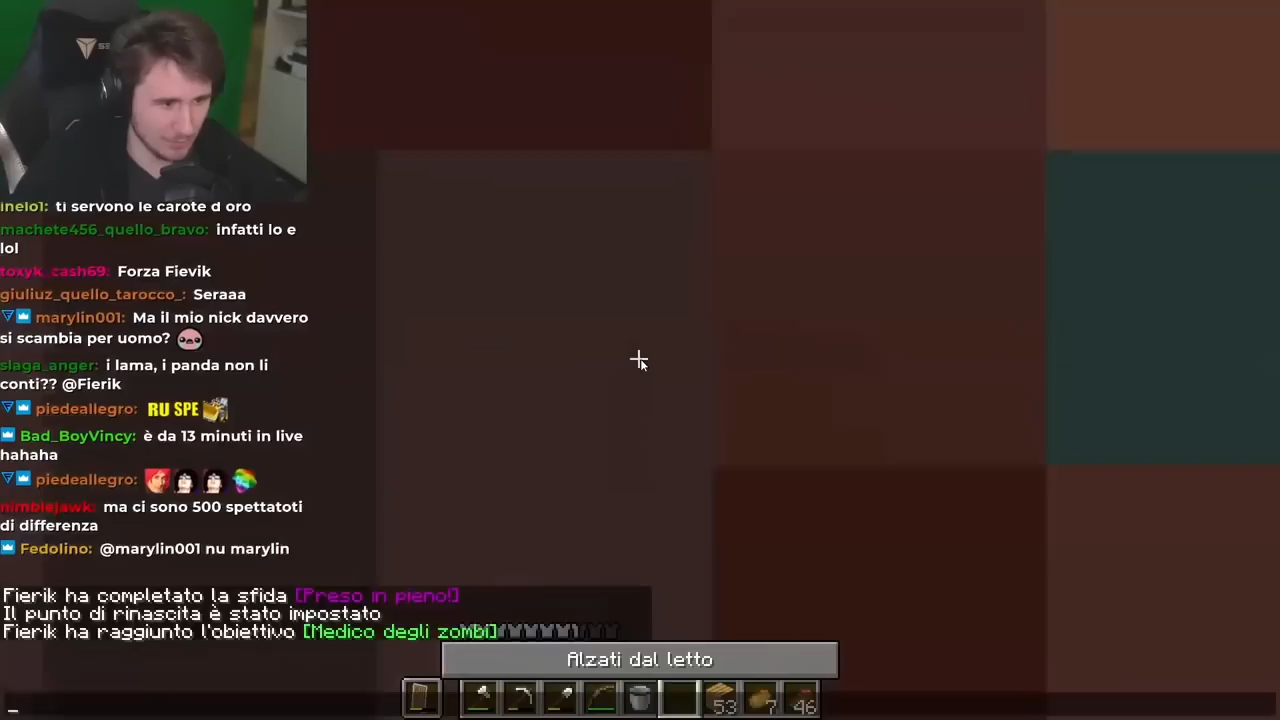 inelo1: ti servono le carote d oro
machete456_quello_bravo: infatti lo e
lol
toxyk_cash69: Forza Fievik
giuliuz_quello_tarocco_: Seraaa
marylin001: Ma il mio nick davvero
si scambia per uomo?
slaga_anger: i lama, i panda non li
conti?? @Fierik
piedeallegro: RU SPE
Bad_BoyVincy: è da 13 minuti in live
hahaha
piedeallegro:
nimblejawk: ma ci sono 500 spettatoti
di differenza
Fedolino: @marylin001 nu marylin
Fierik ha completato la sfida [Preso in pieno!]
Il punto di rinascita è stato impostato
Fierik ha raggiunto l'obiettivo [Medico degli zombi]
Alzati dal letto
53 7 46